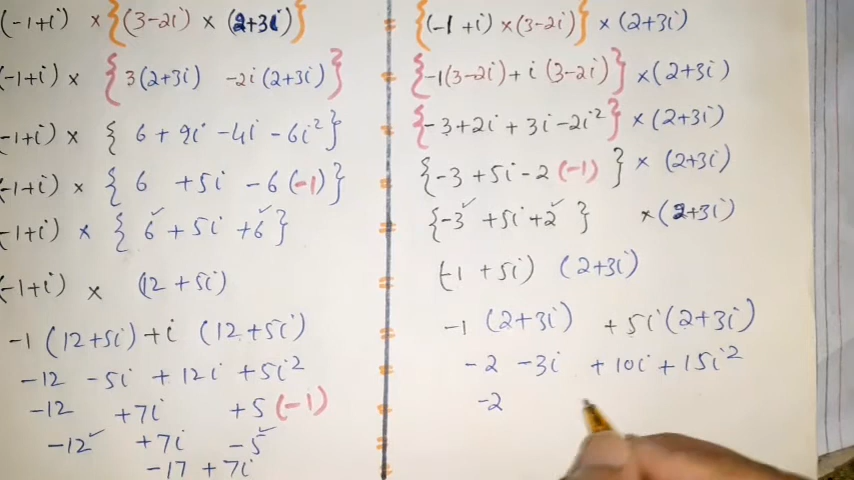 (-1+i) × {(3-2i) × (2+3i)} = {(-1+i) × (3-2i)} × (2+3i)
(-1+i) × {3(2+3i) -2i(2+3i)} = {-1(3-2i)+i(3-2i)} × (2+3i)
-1+i) × {6+9i-4i-6i²} = {-3+2i+3i-2i²} × (2+3i)
(-1+i) × {6 +5i -6(-1)} = {-3+5i-2(-1)} × (2+3i)
-1+i) × {6✓+5i+6✓} = {-3✓+5i+2✓} × (2+3i)
(-1+i) × (12+5i) = (-1+5i) (2+3i)
-1(12+5i)+i(12+5i) = -1(2+3i) +5i(2+3i)
-12 -5i +12i +5i² = -2 -3i +10i +15i²
-12 +7i +5(-1) = -2
-12✓ +7i -5✓ =
-17 +7i =